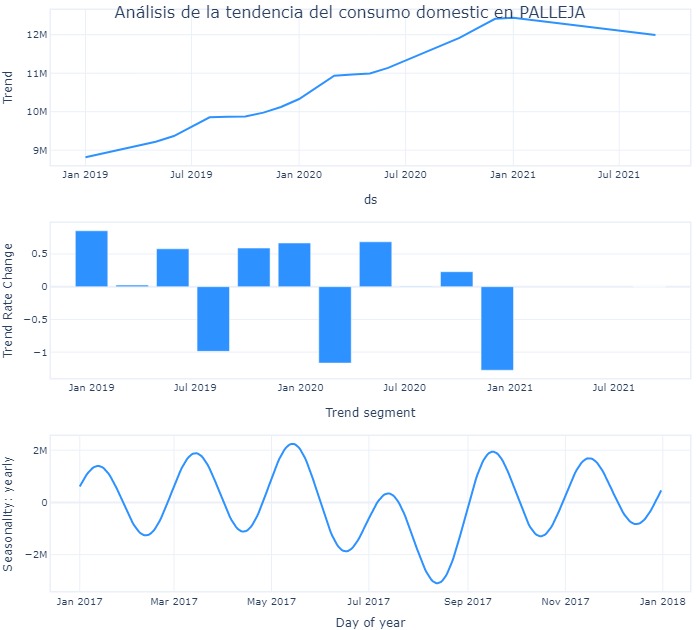 Análisis de la tendencia del consumo domestic en PALLEJA
Trend
12M
11M
10M
9M
Jan 2019
Jul 2019
Jan 2020
Jul 2020
Jan 2021
Jul 2021
ds
Trend Rate Change
0.5
0
−0.5
−1
Jan 2019
Jul 2019
Jan 2020
Jul 2020
Jan 2021
Jul 2021
Trend segment
Seasonality: yearly
2M
0
−2M
Jan 2017
Mar 2017
May 2017
Jul 2017
Sep 2017
Nov 2017
Jan 2018
Day of year